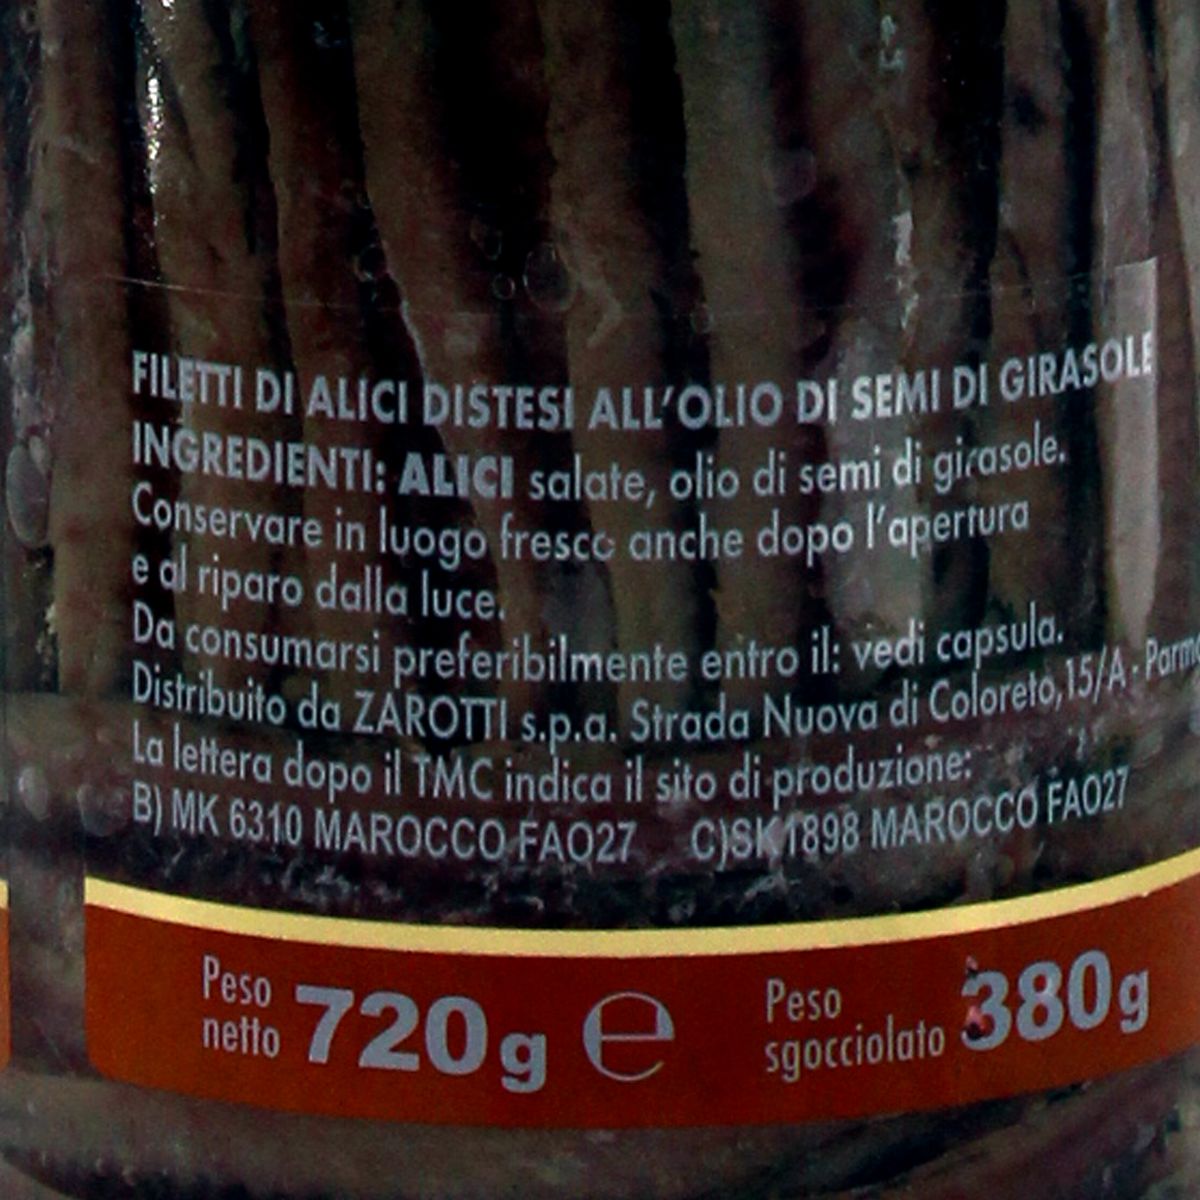 FILETTI DI ALICI DISTESI ALL'OLIO DI SEMI DI GIRASOLE
INGREDIENTI: ALICI salate, olio di semi di girasole.
Conservare in luogo fresco anche dopo l'apertura
e al riparo dalla luce.
Da consumarsi preferibilmente entro il: vedi capsula.
Distribuito da ZAROTTI s.p.a. Strada Nuova di Coloreto,15/A - Parma
La lettera dopo il TMC indica il sito di produzione:
B) MK 6310 MAROCCO FAO27 C)SK1898 MAROCCO FAO27
Peso netto 720g e Peso sgocciolato 380g